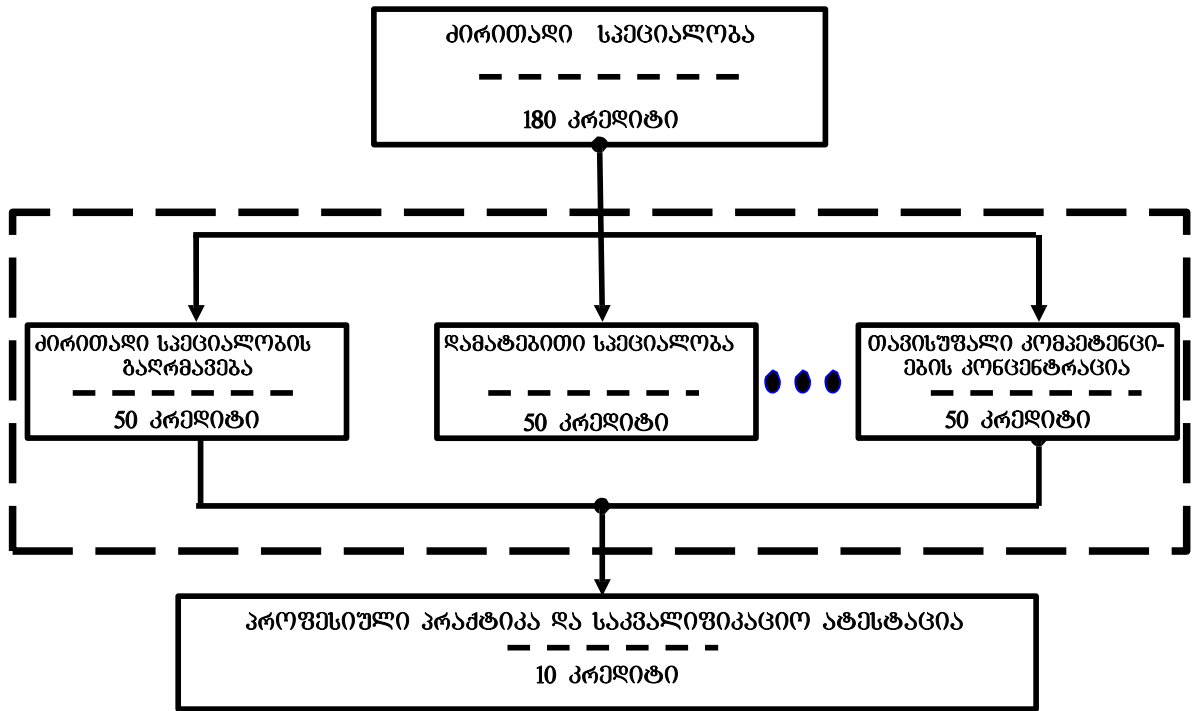 ძირითადი სპეციალობა
180 კრედიტი
ძირითადი სპეციალობის
გაღრმავება
50 კრედიტი
დამატებითი სპეციალობა
50 კრედიტი
თავისუფალი კომპეტენცი-
ების კონცენტრაცია
50 კრედიტი
პროფესიული პრაქტიკა და საკვალიფიკაციო ატესტაცია
10 კრედიტი